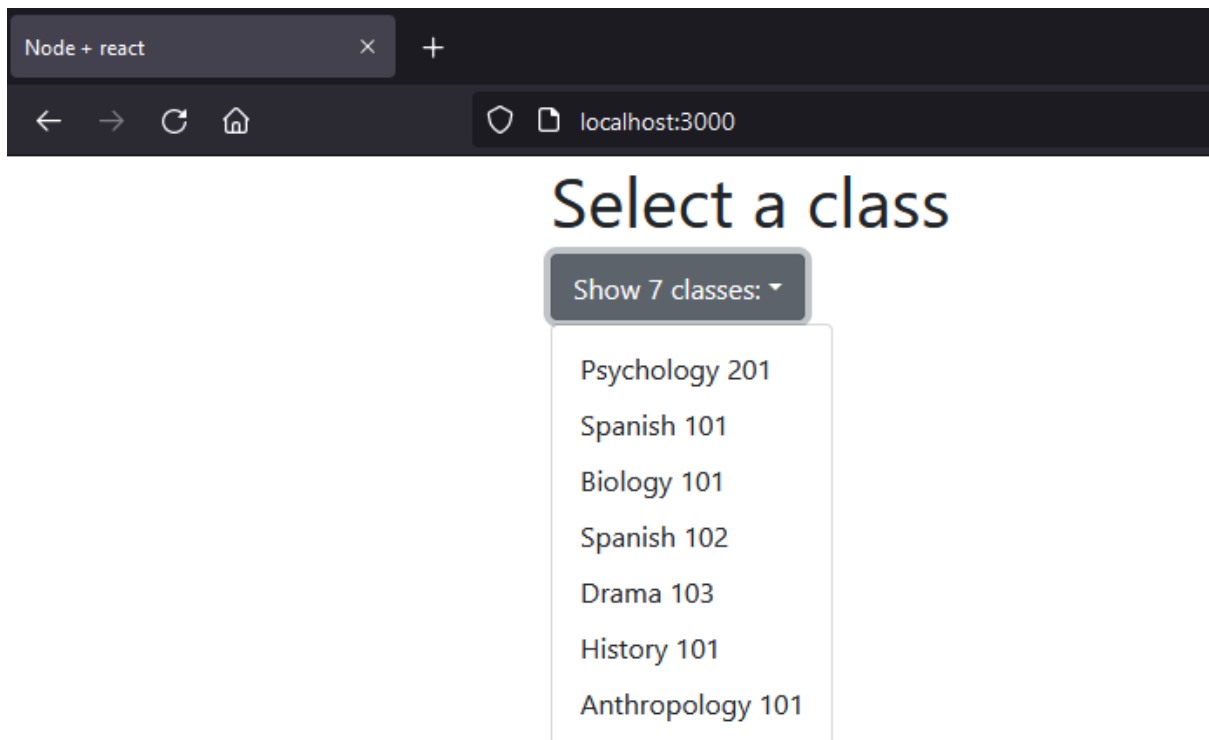 Node + react
localhost:3000
Select a class
Show 7 classes:
Psychology 201
Spanish 101
Biology 101
Spanish 102
Drama 103
History 101
Anthropology 101